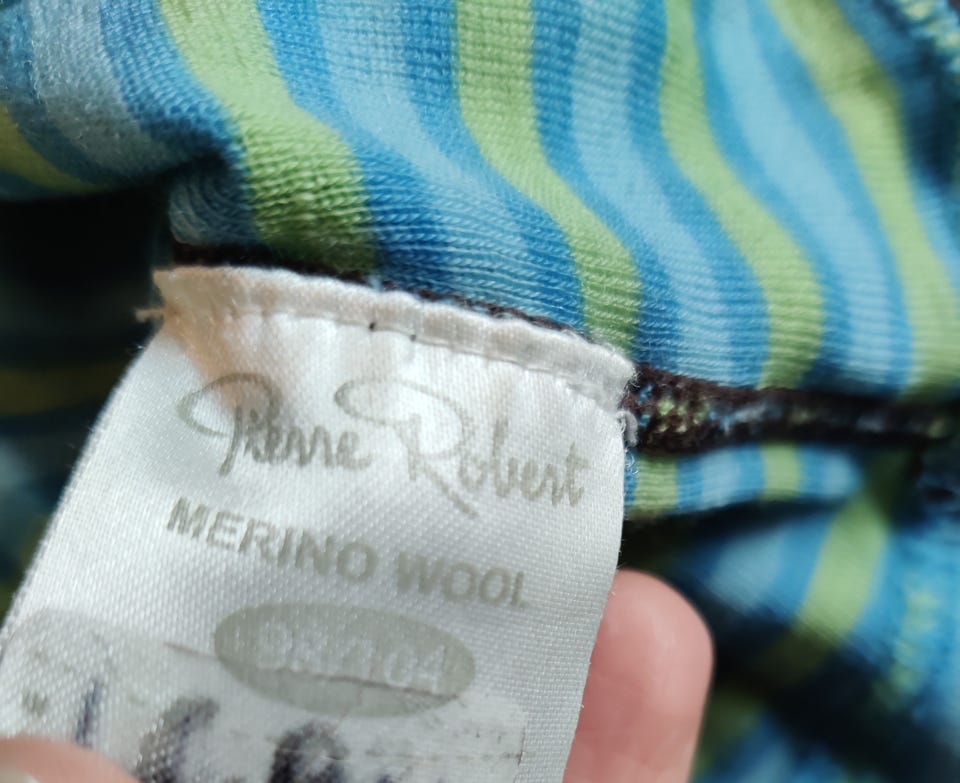 Pierre Robert
MERINO WOOL
98/104